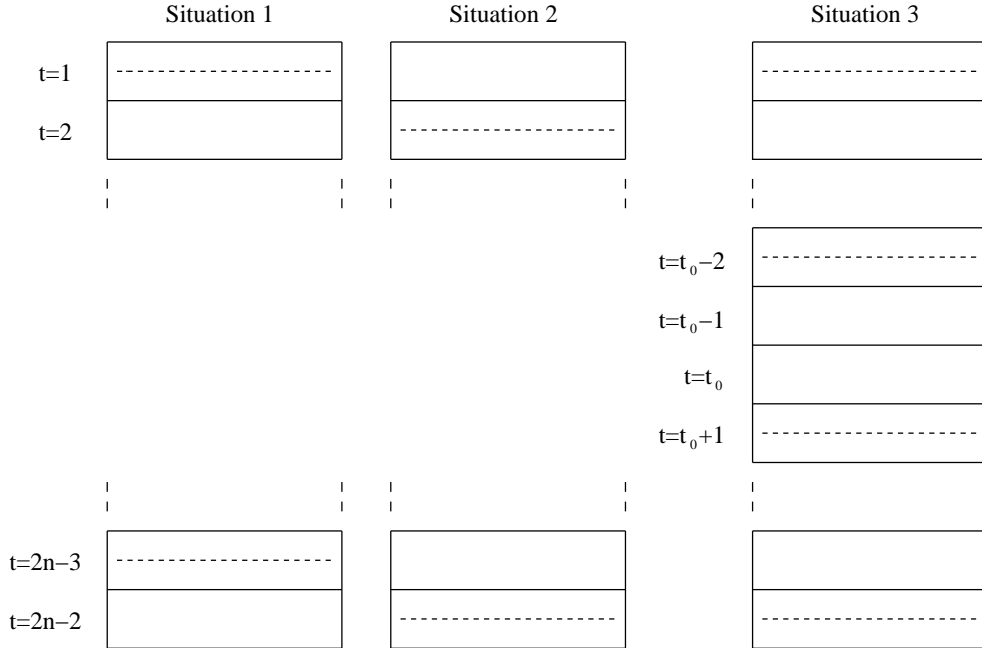 Situation 1 Situation 2 Situation 3
t=1
t=2
t=t₀−2
t=t₀−1
t=t₀
t=t₀+1
t=2n−3
t=2n−2